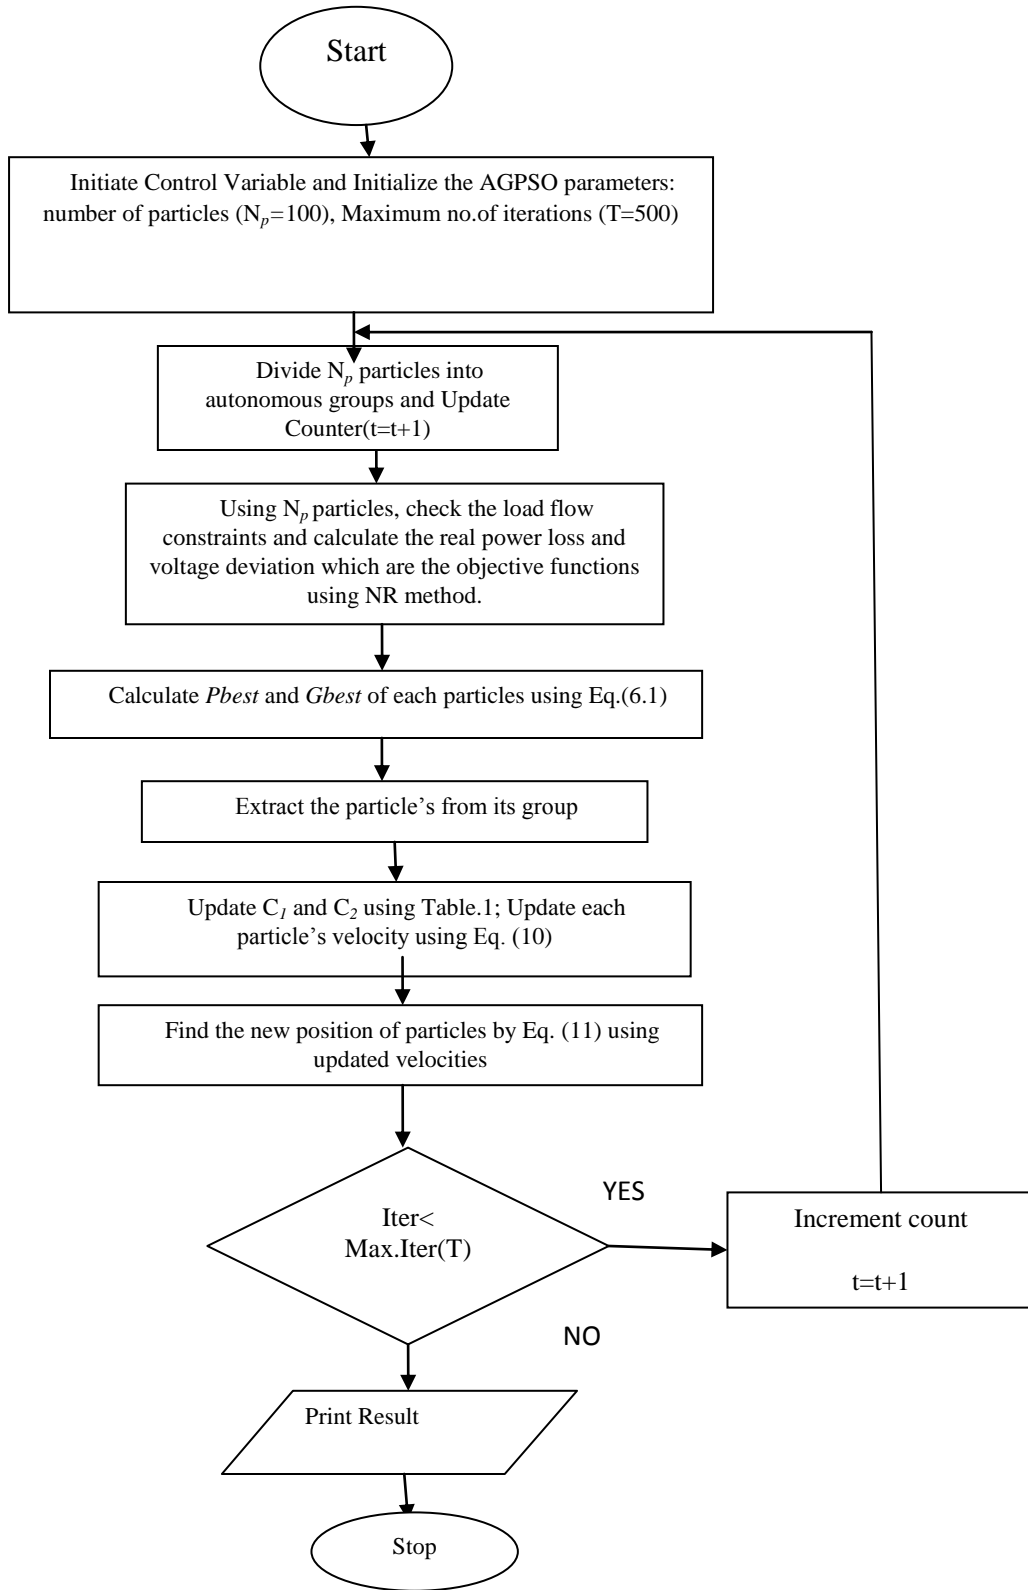 Start
Initiate Control Variable and Initialize the AGPSO parameters:
number of particles (Np=100), Maximum no.of iterations (T=500)
Divide Np particles into
autonomous groups and Update
Counter(t=t+1)
Using Np particles, check the load flow
constraints and calculate the real power loss and
voltage deviation which are the objective functions
using NR method.
Calculate Pbest and Gbest of each particles using Eq.(6.1)
Extract the particle’s from its group
Update C1 and C2 using Table.1; Update each
particle’s velocity using Eq. (10)
Find the new position of particles by Eq. (11) using
updated velocities
Iter<
Max.Iter(T)
YES
Increment count
t=t+1
NO
Print Result
Stop